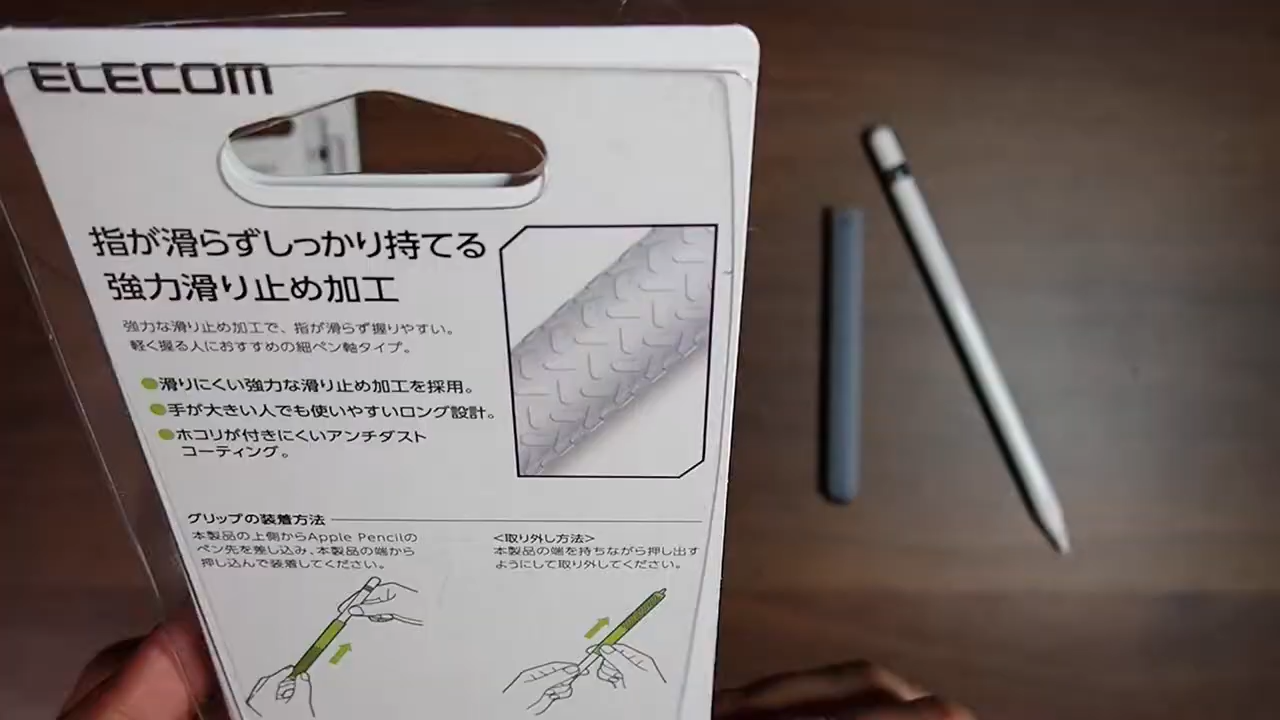 ELECOM
指が滑らずしっかり持てる
強力滑り止め加工
強力な滑り止め加工で、指が滑らず握りやすい。
軽く握る人におすすめの細ペン軸タイプ。
●滑りにくい強力な滑り止め加工を採用。
●手が大きい人でも使いやすいロング設計。
●ホコリが付きにくいアンチダスト
コーティング。
グリップの装着方法
本製品の上側からApple Pencilの
ペン先を差し込み、本製品の端から
押し込んで装着してください。
<取り外し方法>
本製品の端を持ちながら押し出す
ようにして取り外してください。